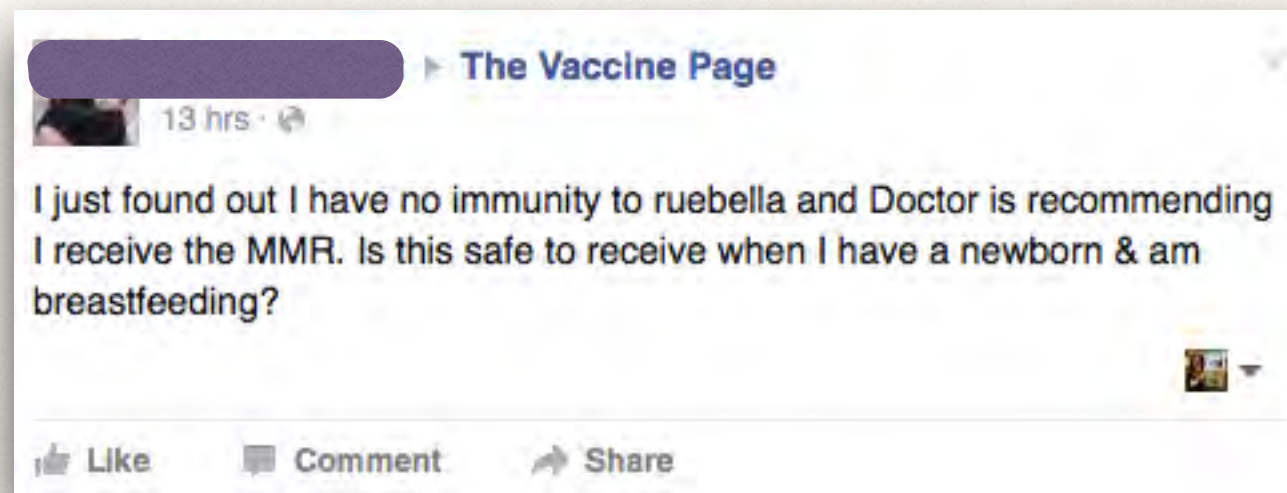 The Vaccine Page
13 hrs ·
I just found out I have no immunity to ruebella and Doctor is recommending
I receive the MMR. Is this safe to receive when I have a newborn & am
breastfeeding?
Like Comment Share